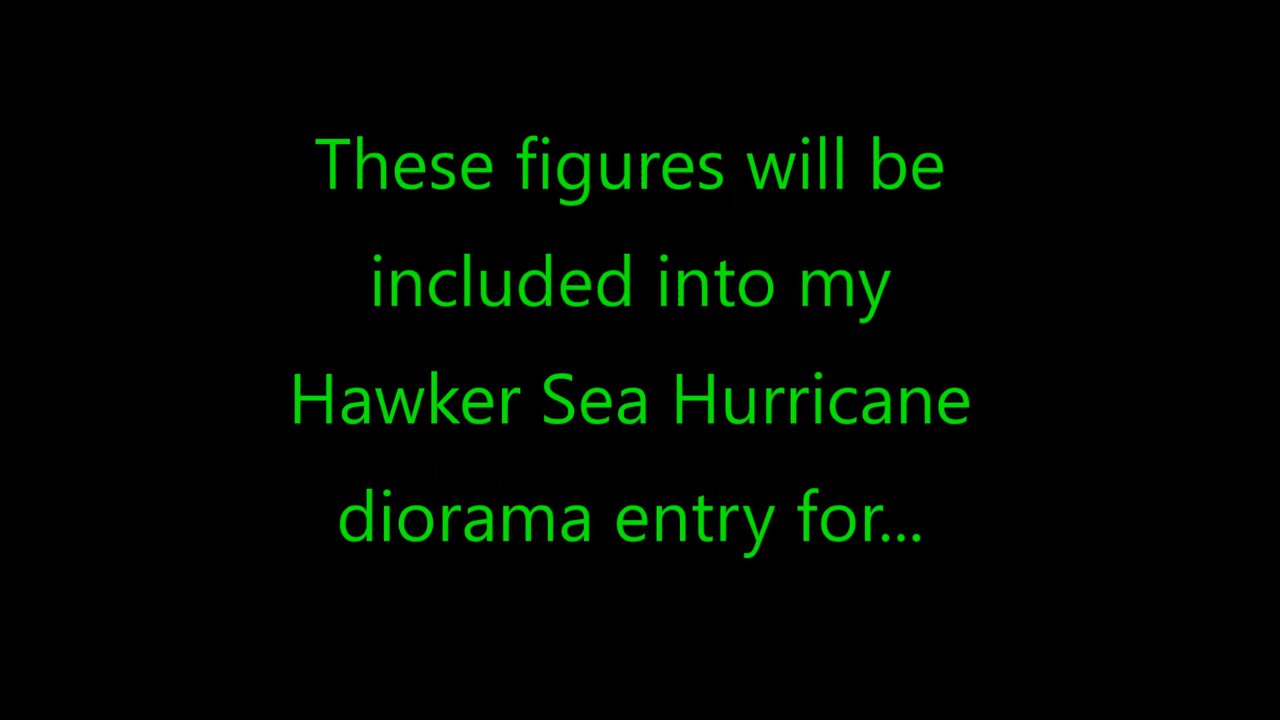 These figures will be
included into my
Hawker Sea Hurricane
diorama entry for...